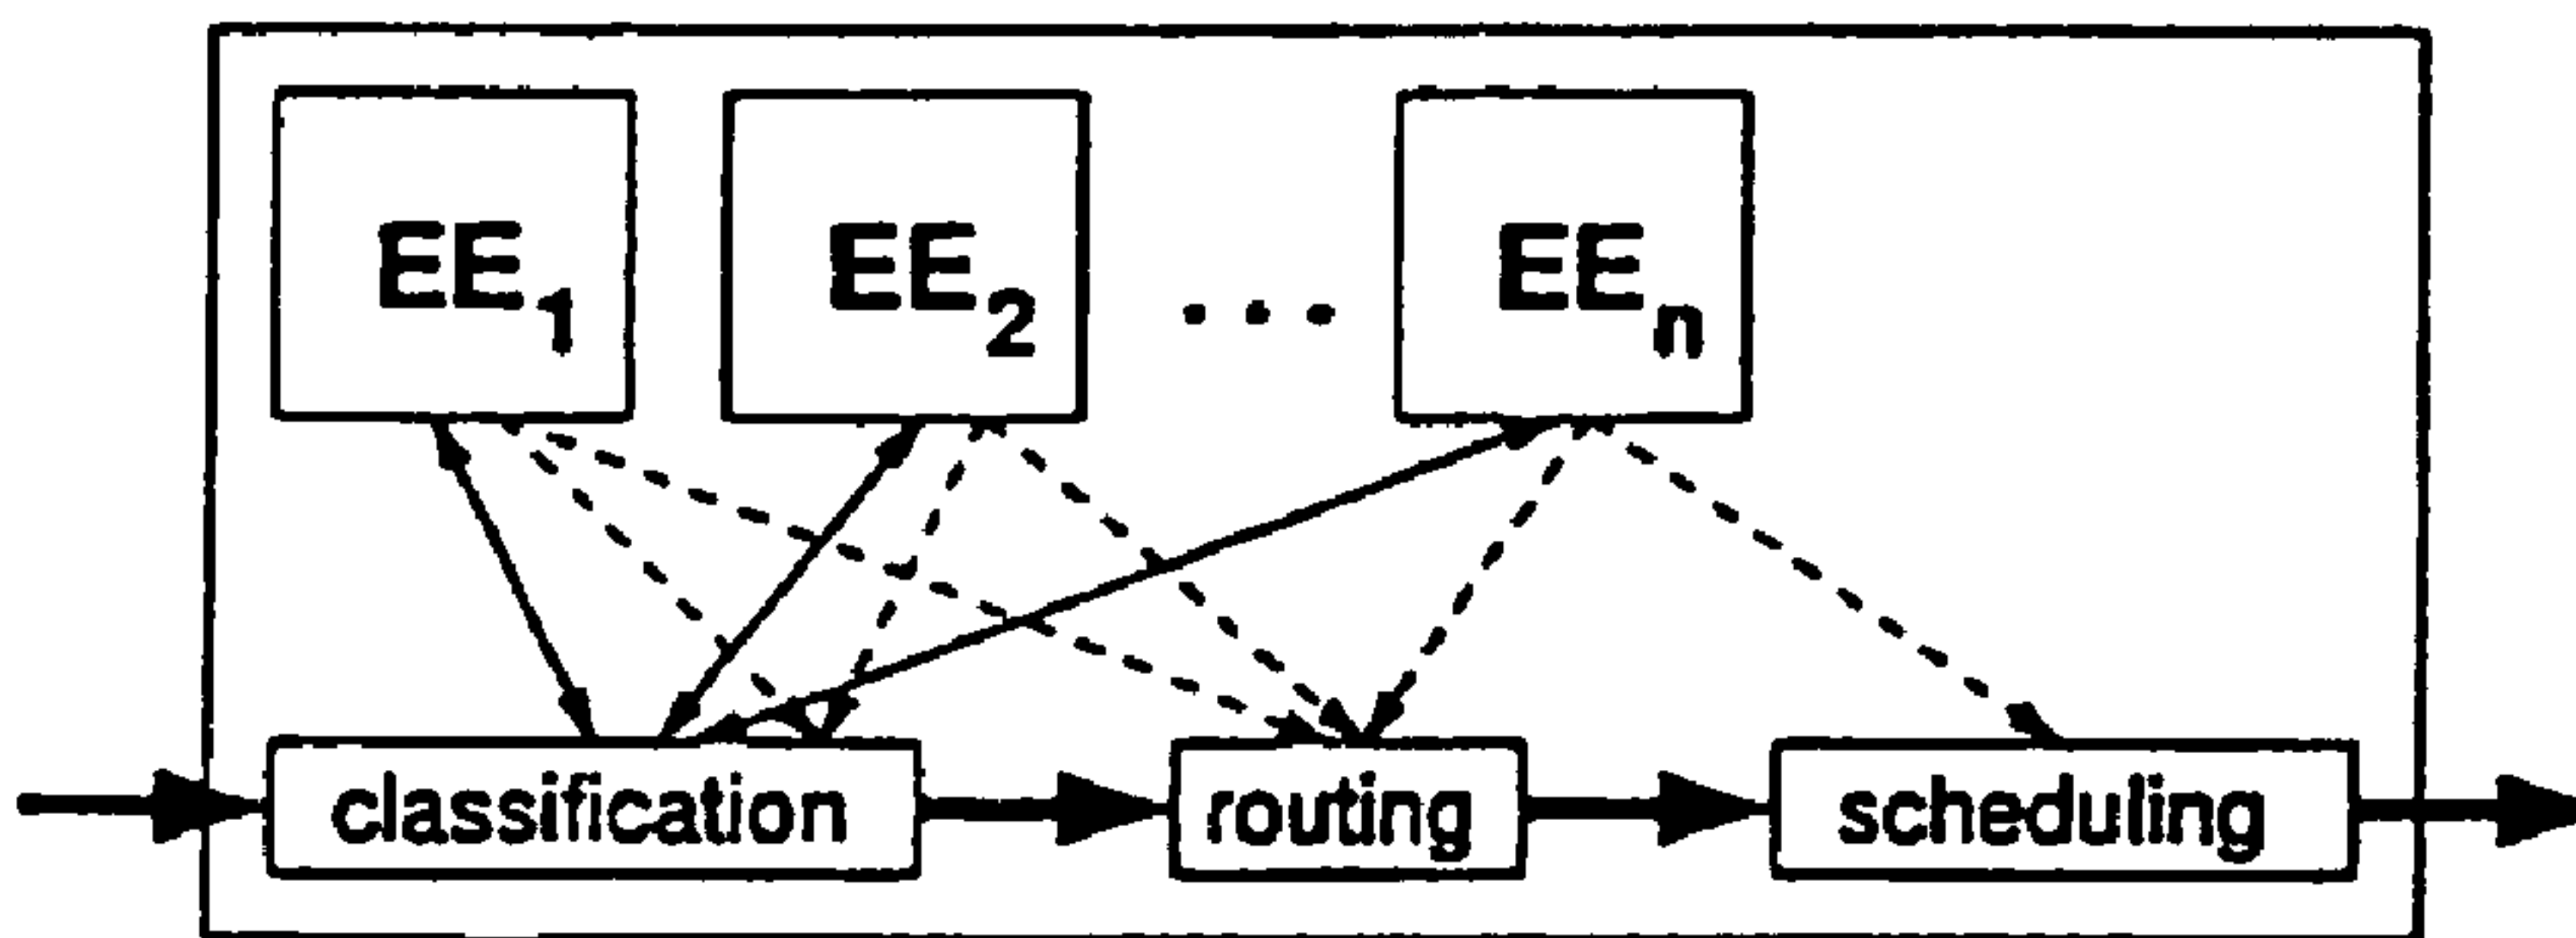 EE1 EE2 ... EEn
classification routing scheduling